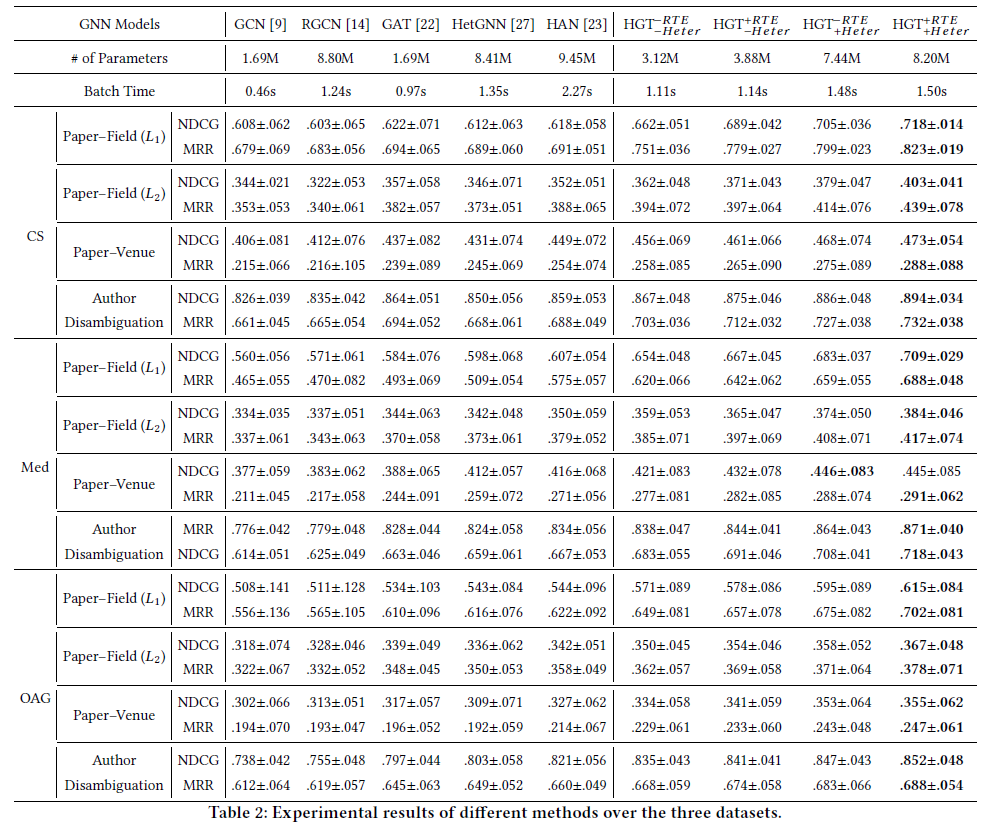 GNN Models GCN [9] RGCN [14] GAT [22] HetGNN [27] HAN [23] HGT−RTE−Heter HGT+RTE−Heter HGT−RTE+Heter HGT+RTE+Heter
# of Parameters 1.69M 8.80M 1.69M 8.41M 9.45M 3.12M 3.88M 7.44M 8.20M
Batch Time 0.46s 1.24s 0.97s 1.35s 2.27s 1.11s 1.14s 1.48s 1.50s
CS
Paper–Field (L1)
NDCG .608±.062 .603±.065 .622±.071 .612±.063 .618±.058 .662±.051 .689±.042 .705±.036 .718±.014
MRR .679±.069 .683±.056 .694±.065 .689±.060 .691±.051 .751±.036 .779±.027 .799±.023 .823±.019
Paper–Field (L2)
NDCG .344±.021 .322±.053 .357±.058 .346±.071 .352±.051 .362±.048 .371±.043 .379±.047 .403±.041
MRR .353±.053 .340±.061 .382±.057 .373±.051 .388±.065 .394±.072 .397±.064 .414±.076 .439±.078
Paper–Venue
NDCG .406±.081 .412±.076 .437±.082 .431±.074 .449±.072 .456±.069 .461±.066 .468±.074 .473±.054
MRR .215±.066 .216±.105 .239±.089 .245±.069 .254±.074 .258±.085 .265±.090 .275±.089 .288±.088
Author NDCG .826±.039 .835±.042 .864±.051 .850±.056 .859±.053 .867±.048 .875±.046 .886±.048 .894±.034
Disambiguation MRR .661±.045 .665±.054 .694±.052 .668±.061 .688±.049 .703±.036 .712±.032 .727±.038 .732±.038
Med
Paper–Field (L1)
NDCG .560±.056 .571±.061 .584±.076 .598±.068 .607±.054 .654±.048 .667±.045 .683±.037 .709±.029
MRR .465±.055 .470±.082 .493±.069 .509±.054 .575±.057 .620±.066 .642±.062 .659±.055 .688±.048
Paper–Field (L2)
NDCG .334±.035 .337±.051 .344±.063 .342±.048 .350±.059 .359±.053 .365±.047 .374±.050 .384±.046
MRR .337±.061 .343±.063 .370±.058 .373±.061 .379±.052 .385±.071 .397±.069 .408±.071 .417±.074
Paper–Venue
NDCG .377±.059 .383±.062 .388±.065 .412±.057 .416±.068 .421±.083 .432±.078 .446±.083 .445±.085
MRR .211±.045 .217±.058 .244±.091 .259±.072 .271±.056 .277±.081 .282±.085 .288±.074 .291±.062
Author MRR .776±.042 .779±.048 .828±.044 .824±.058 .834±.056 .838±.047 .844±.041 .864±.043 .871±.040
Disambiguation NDCG .614±.051 .625±.049 .663±.046 .659±.061 .667±.053 .683±.055 .691±.046 .708±.041 .718±.043
OAG
Paper–Field (L1)
NDCG .508±.141 .511±.128 .534±.103 .543±.084 .544±.096 .571±.089 .578±.086 .595±.089 .615±.084
MRR .556±.136 .565±.105 .610±.096 .616±.076 .622±.092 .649±.081 .657±.078 .675±.082 .702±.081
Paper–Field (L2)
NDCG .318±.074 .328±.046 .339±.049 .336±.062 .342±.051 .350±.045 .354±.046 .358±.052 .367±.048
MRR .322±.067 .332±.052 .348±.045 .350±.053 .358±.049 .362±.057 .369±.058 .371±.064 .378±.071
Paper–Venue
NDCG .302±.066 .313±.051 .317±.057 .309±.071 .327±.062 .334±.058 .341±.059 .353±.064 .355±.062
MRR .194±.070 .193±.047 .196±.052 .192±.059 .214±.067 .229±.061 .233±.060 .243±.048 .247±.061
Author NDCG .738±.042 .755±.048 .797±.044 .803±.058 .821±.056 .835±.043 .841±.041 .847±.043 .852±.048
Disambiguation MRR .612±.064 .619±.057 .645±.063 .649±.052 .660±.049 .668±.059 .674±.058 .683±.066 .688±.054
Table 2: Experimental results of different methods over the three datasets.